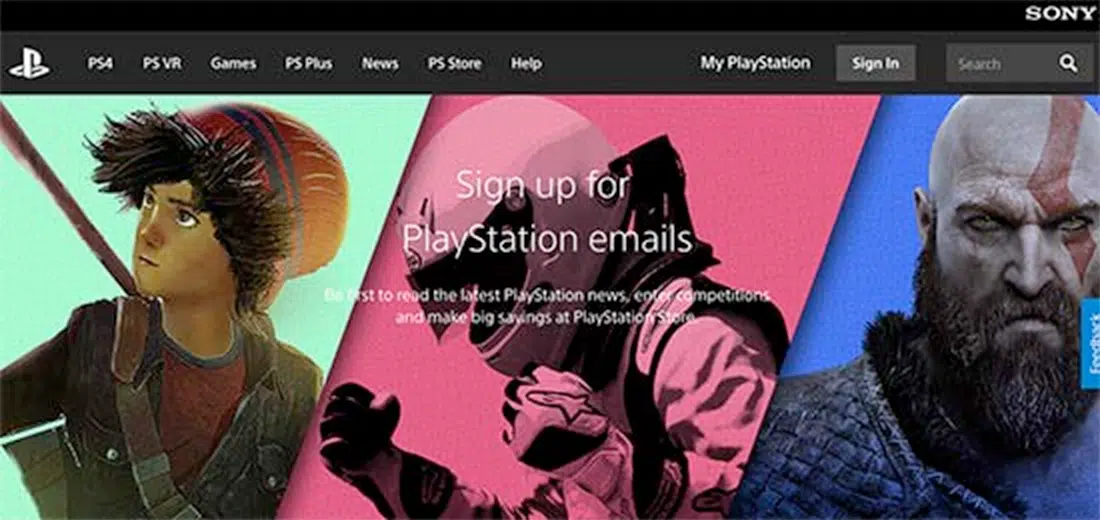 SONY
PS4 PS VR Games PS Plus News PS Store Help My PlayStation Sign In Search
Sign up for
PlayStation emails
Be first to read the latest PlayStation news, enter competitions
and make big savings at PlayStation Store.
Feedback